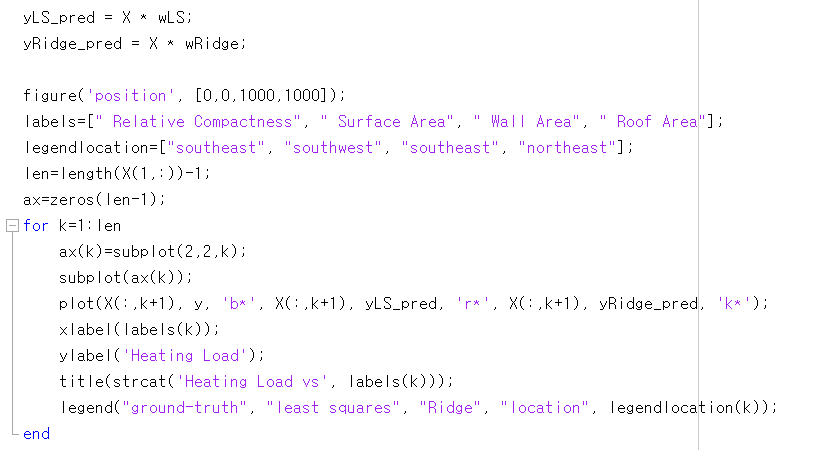 yLS_pred = X * wLS;
yRidge_pred = X * wRidge;
figure('position', [0,0,1000,1000]);
labels=[" Relative Compactness", " Surface Area", " Wall Area", " Roof Area"];
legendlocation=["southeast", "southwest", "southeast", "northeast"];
len=length(X(1,:))-1;
ax=zeros(len-1);
for k=1:len
    ax(k)=subplot(2,2,k);
    subplot(ax(k));
    plot(X(:,k+1), y, 'b*', X(:,k+1), yLS_pred, 'r*', X(:,k+1), yRidge_pred, 'k*');
    xlabel(labels(k));
    ylabel('Heating Load');
    title(strcat('Heating Load vs', labels(k)));
    legend("ground-truth", "least squares", "Ridge", "location", legendlocation(k));
end